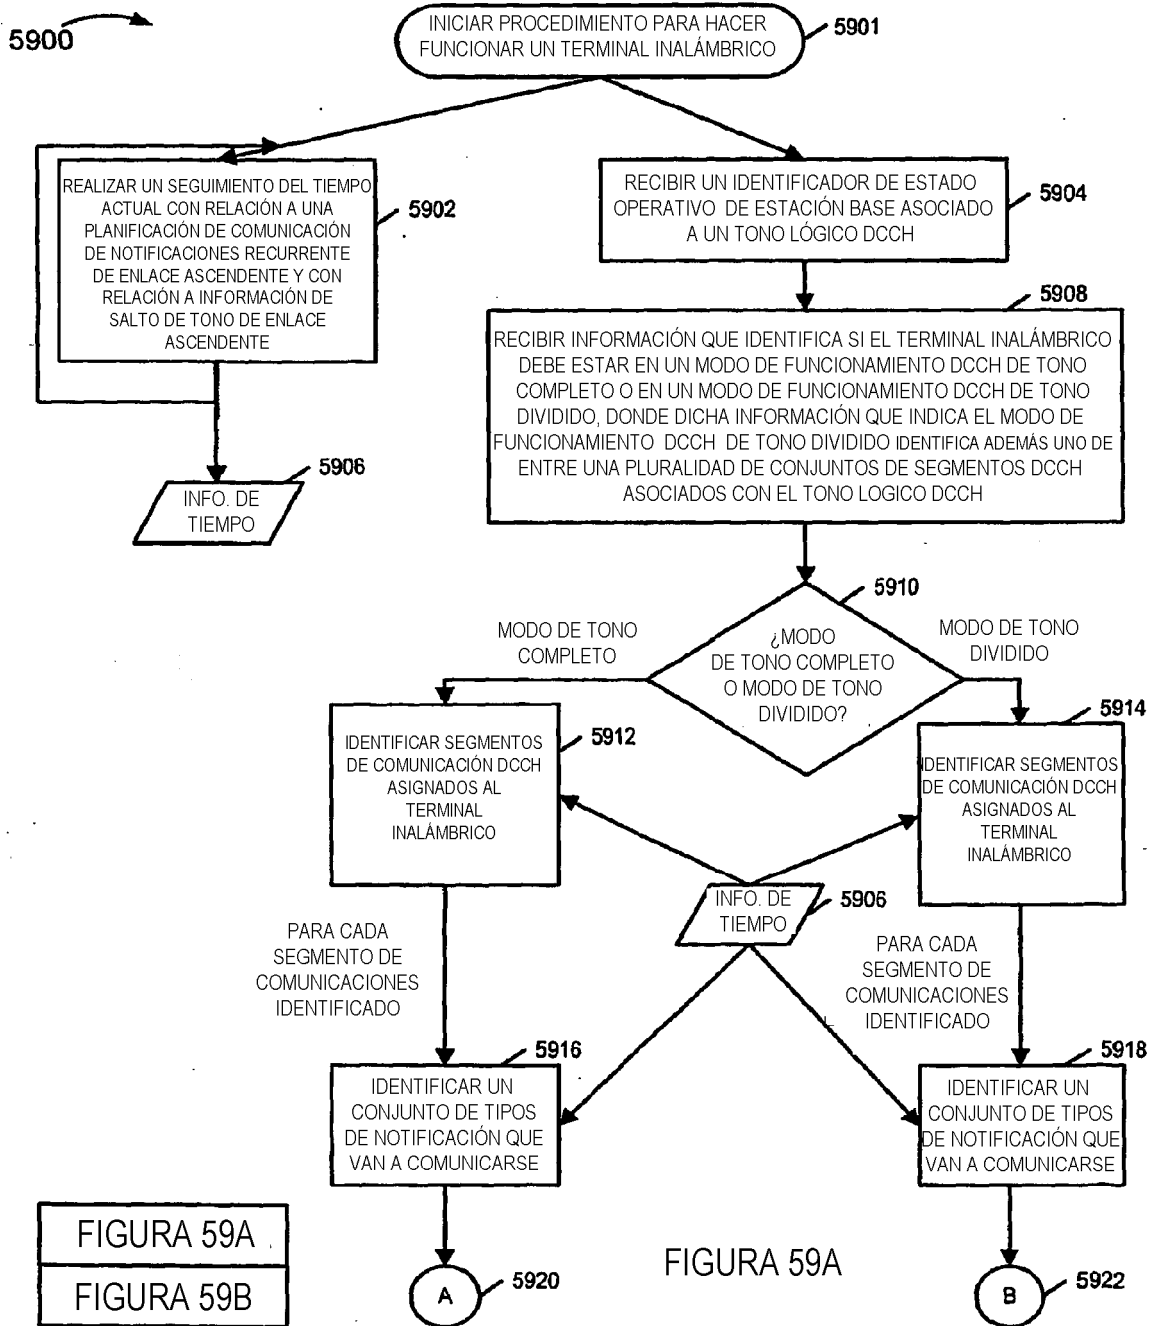 5900
INICIAR PROCEDIMIENTO PARA HACER
FUNCIONAR UN TERMINAL INALÁMBRICO
5901
REALIZAR UN SEGUIMIENTO DEL TIEMPO
ACTUAL CON RELACIÓN A UNA
PLANIFICACIÓN DE COMUNICACIÓN
DE NOTIFICACIONES RECURRENTE
DE ENLACE ASCENDENTE Y CON
RELACIÓN A INFORMACIÓN DE
SALTO DE TONO DE ENLACE
ASCENDENTE
5902
RECIBIR UN IDENTIFICADOR DE ESTADO
OPERATIVO DE ESTACIÓN BASE ASOCIADO
A UN TONO LÓGICO DCCH
5904
5906
INFO. DE
TIEMPO
5908
RECIBIR INFORMACIÓN QUE IDENTIFICA SI EL TERMINAL INALÁMBRICO
DEBE ESTAR EN UN MODO DE FUNCIONAMIENTO DCCH DE TONO
COMPLETO O EN UN MODO DE FUNCIONAMIENTO DCCH DE TONO
DIVIDIDO, DONDE DICHA INFORMACIÓN QUE INDICA EL MODO DE
FUNCIONAMIENTO DCCH DE TONO DIVIDIDO IDENTIFICA ADEMÁS UNO DE
ENTRE UNA PLURALIDAD DE CONJUNTOS DE SEGMENTOS DCCH
ASOCIADOS CON EL TONO LOGICO DCCH
5910
¿MODO
DE TONO COMPLETO
O MODO DE TONO
DIVIDIDO?
MODO DE TONO
COMPLETO
MODO DE TONO
DIVIDIDO
5912
IDENTIFICAR SEGMENTOS
DE COMUNICACIÓN DCCH
ASIGNADOS AL
TERMINAL
INALÁMBRICO
5914
IDENTIFICAR SEGMENTOS
DE COMUNICACIÓN DCCH
ASIGNADOS AL
TERMINAL
INALÁMBRICO
INFO. DE
TIEMPO
5906
PARA CADA
SEGMENTO DE
COMUNICACIONES
IDENTIFICADO
PARA CADA
SEGMENTO DE
COMUNICACIONES
IDENTIFICADO
5916
IDENTIFICAR UN
CONJUNTO DE TIPOS
DE NOTIFICACIÓN QUE
VAN A COMUNICARSE
5918
IDENTIFICAR UN
CONJUNTO DE TIPOS
DE NOTIFICACIÓN QUE
VAN A COMUNICARSE
FIGURA 59A
FIGURA 59B
A
5920
FIGURA 59A
B
5922